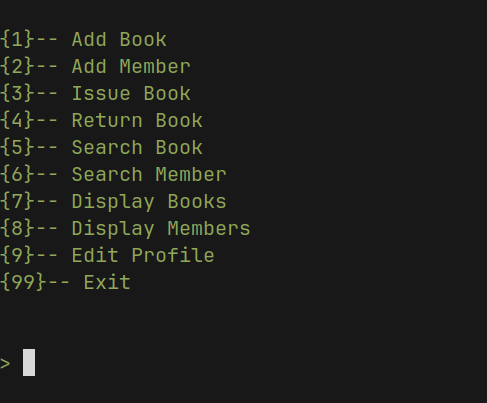 {1}-- Add Book
{2}-- Add Member
{3}-- Issue Book
{4}-- Return Book
{5}-- Search Book
{6}-- Search Member
{7}-- Display Books
{8}-- Display Members
{9}-- Edit Profile
{99}-- Exit
>